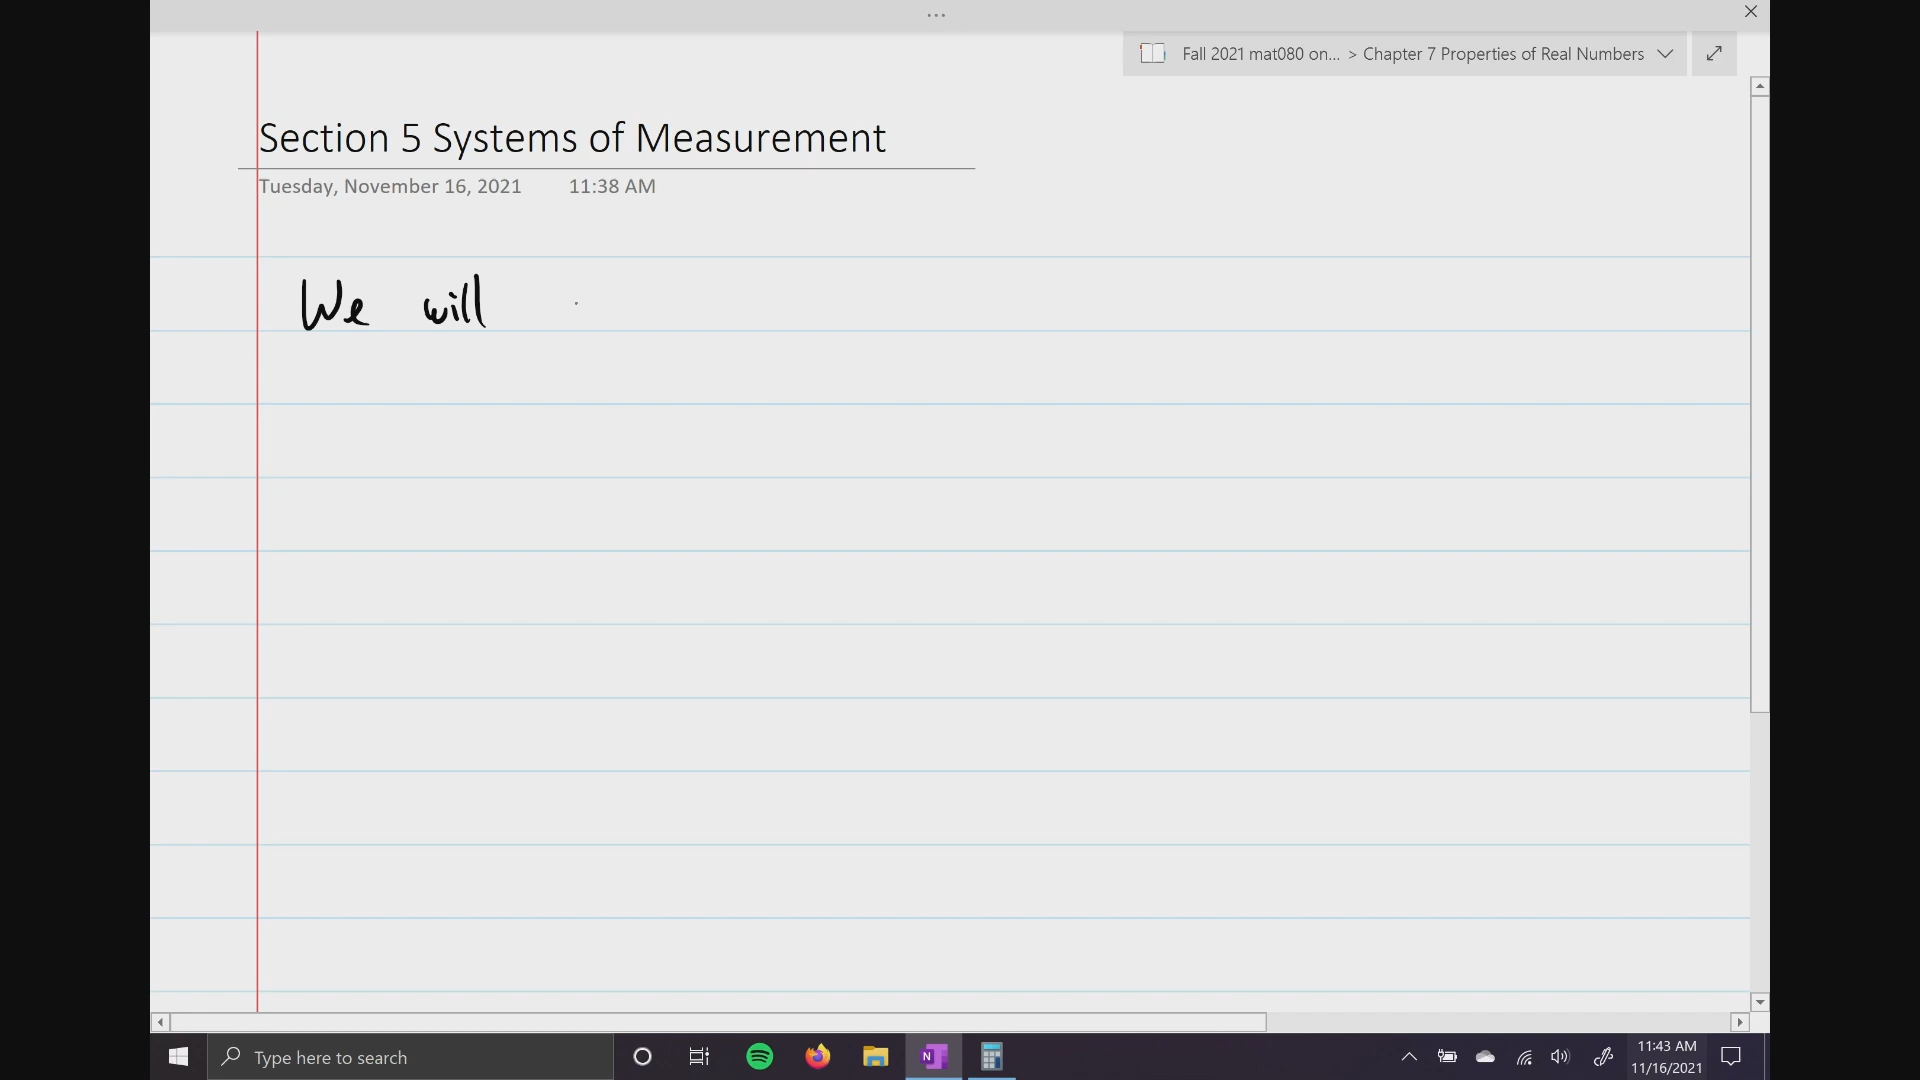 Fall 2021 mat080 on... > Chapter 7 Properties of Real Numbers
Section 5 Systems of Measurement
Tuesday, November 16, 2021 11:38 AM
We will
Type here to search
11:43 AM
11/16/2021